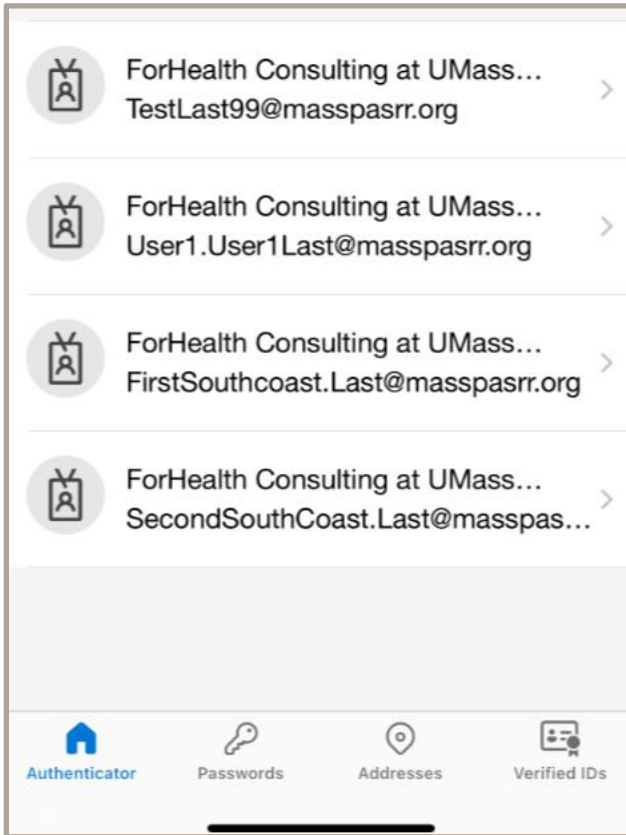 ForHealth Consulting at UMass...
TestLast99@masspasrr.org
ForHealth Consulting at UMass...
User1.User1Last@masspasrr.org
ForHealth Consulting at UMass...
FirstSouthcoast.Last@masspasrr.org
ForHealth Consulting at UMass...
SecondSouthCoast.Last@masspas...
Authenticator Passwords Addresses Verified IDs